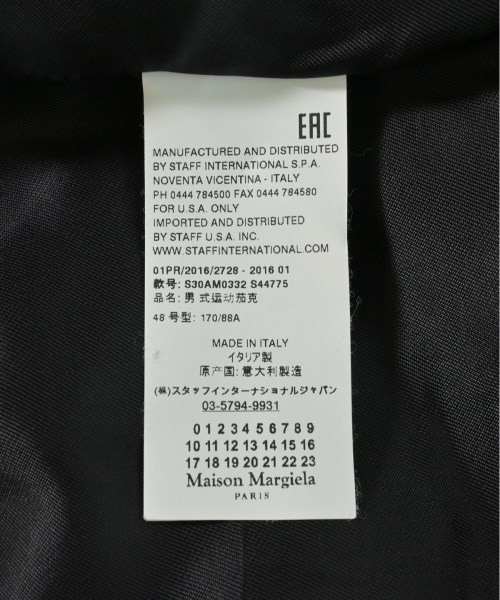 EAC
MANUFACTURED AND DISTRIBUTED
BY STAFF INTERNATIONAL S.P.A.
NOVENTA VICENTINA - ITALY
PH 0444 784500 FAX 0444 784580
FOR U.S.A. ONLY
IMPORTED AND DISTRIBUTED
BY STAFF U.S.A. INC.
WWW.STAFFINTERNATIONAL.COM
01PR/2016/2728 - 2016 01
款号: S30AM0332 S44775
品名: 男 式运动茄克
48 号型: 170/88A
MADE IN ITALY
イタリア製
原产国: 意大利製造
(株)スタッフインターナショナルジャパン
03-5794-9931
0 1 2 3 4 5 6 7 8 9
10 11 12 13 14 15 16
17 18 19 20 21 22 23
Maison Margiela
PARIS